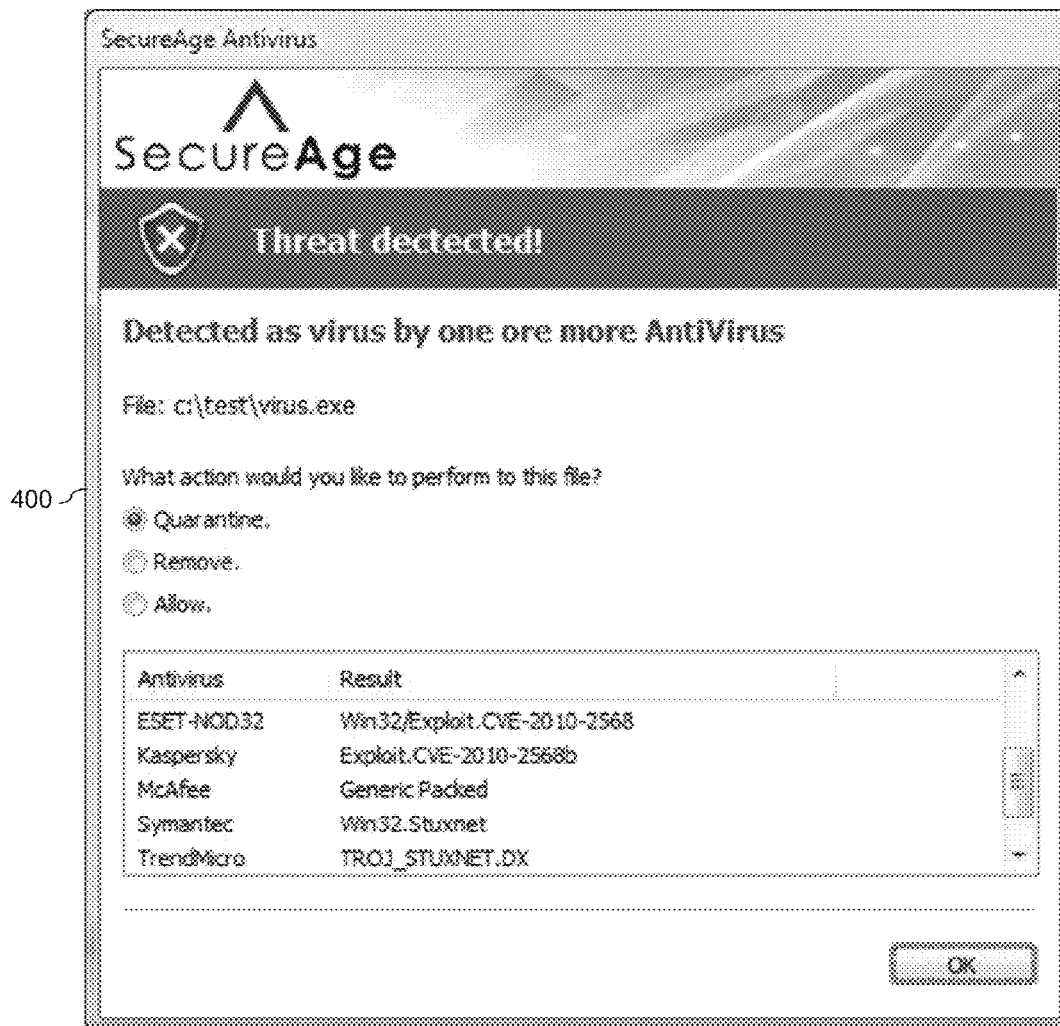 SecureAge Antivirus
SecureAge
Threat dectected!
Detected as virus by one ore more AntiVirus
File: c:\test\virus.exe
What action would you like to perform to this file?
400
Quarantine.
Remove.
Allow.
Antivirus Result
ESET-NOD32 Win32/Exploit.CVE-2010-2568
Kaspersky Exploit.CVE-2010-2568b
McAfee Generic Packed
Symantec Win32.Stuxnet
TrendMicro TROJ_STUXNET.DX
OK